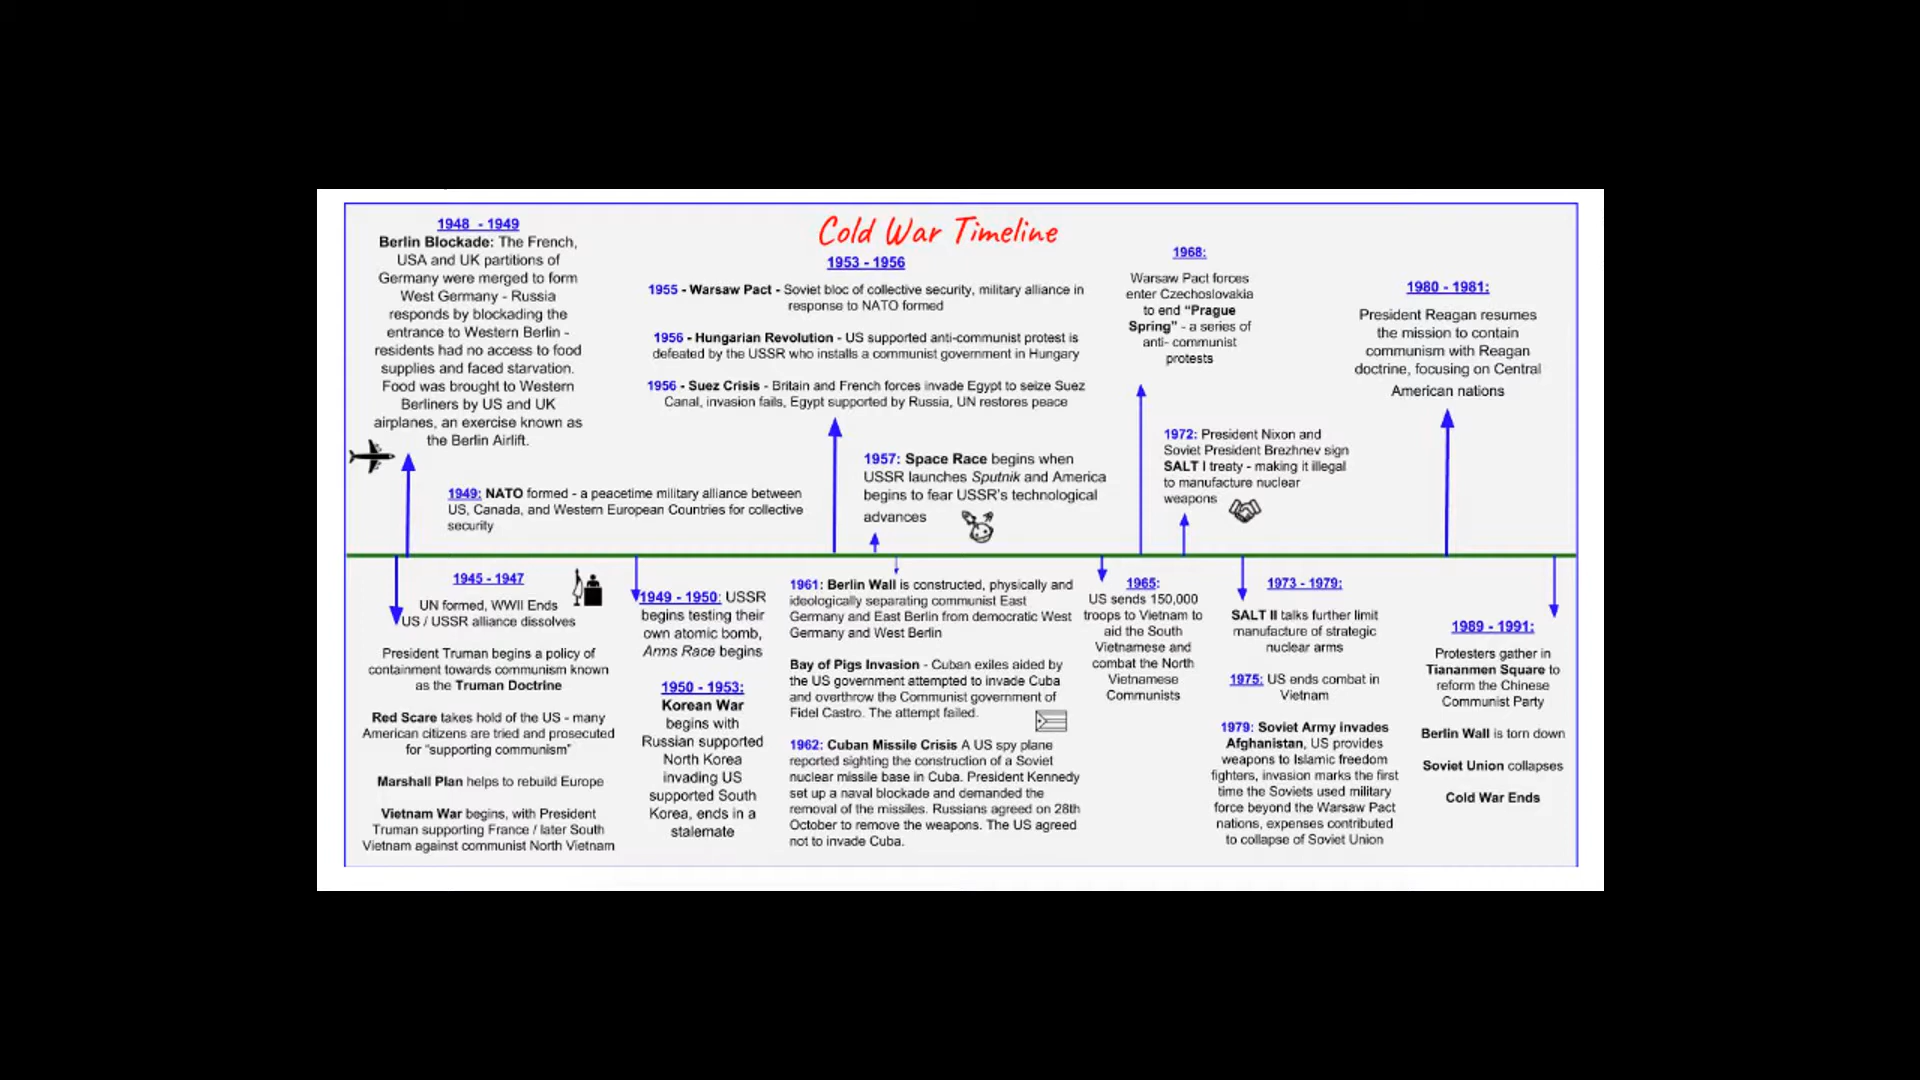 Cold War Timeline
1948 - 1949
Berlin Blockade: The French,
USA and UK partitions of
Germany were merged to form
West Germany - Russia
responds by blockading the
entrance to Western Berlin -
residents had no access to food
supplies and faced starvation.
Food was brought to Western
Berliners by US and UK
airplanes, an exercise known as
the Berlin Airlift.
1949: NATO formed - a peacetime military alliance between
US, Canada, and Western European Countries for collective
security
1953 - 1956
1955 - Warsaw Pact - Soviet bloc of collective security, military alliance in
response to NATO formed
1956 - Hungarian Revolution - US supported anti-communist protest is
defeated by the USSR who installs a communist government in Hungary
1956 - Suez Crisis - Britain and French forces invade Egypt to seize Suez
Canal, invasion fails, Egypt supported by Russia, UN restores peace
1957: Space Race begins when
USSR launches Sputnik and America
begins to fear USSR's technological
advances
1968:
Warsaw Pact forces
enter Czechoslovakia
to end “Prague
Spring” - a series of
anti- communist
protests
1972: President Nixon and
Soviet President Brezhnev sign
SALT I treaty - making it illegal
to manufacture nuclear
weapons
1980 - 1981:
President Reagan resumes
the mission to contain
communism with Reagan
doctrine, focusing on Central
American nations
1945 - 1947
UN formed, WWII Ends
US / USSR alliance dissolves
President Truman begins a policy of
containment towards communism known
as the Truman Doctrine
Red Scare takes hold of the US - many
American citizens are tried and prosecuted
for “supporting communism”
Marshall Plan helps to rebuild Europe
Vietnam War begins, with President
Truman supporting France / later South
Vietnam against communist North Vietnam
1949 - 1950: USSR
begins testing their
own atomic bomb,
Arms Race begins
1950 - 1953:
Korean War
begins with
Russian supported
North Korea
invading US
supported South
Korea, ends in a
stalemate
1961: Berlin Wall is constructed, physically and
ideologically separating communist East
Germany and East Berlin from democratic West
Germany and West Berlin
Bay of Pigs Invasion - Cuban exiles aided by
the US government attempted to invade Cuba
and overthrow the Communist government of
Fidel Castro. The attempt failed.
1962: Cuban Missile Crisis A US spy plane
reported sighting the construction of a Soviet
nuclear missile base in Cuba. President Kennedy
set up a naval blockade and demanded the
removal of the missiles. Russians agreed on 28th
October to remove the weapons. The US agreed
not to invade Cuba.
1965:
US sends 150,000
troops to Vietnam to
aid the South
Vietnamese and
combat the North
Vietnamese
Communists
1973 - 1979:
SALT II talks further limit
manufacture of strategic
nuclear arms
1975: US ends combat in
Vietnam
1979: Soviet Army invades
Afghanistan, US provides
weapons to Islamic freedom
fighters, invasion marks the first
time the Soviets used military
force beyond the Warsaw Pact
nations, expenses contributed
to collapse of Soviet Union
1989 - 1991:
Protesters gather in
Tiananmen Square to
reform the Chinese
Communist Party
Berlin Wall is torn down
Soviet Union collapses
Cold War Ends